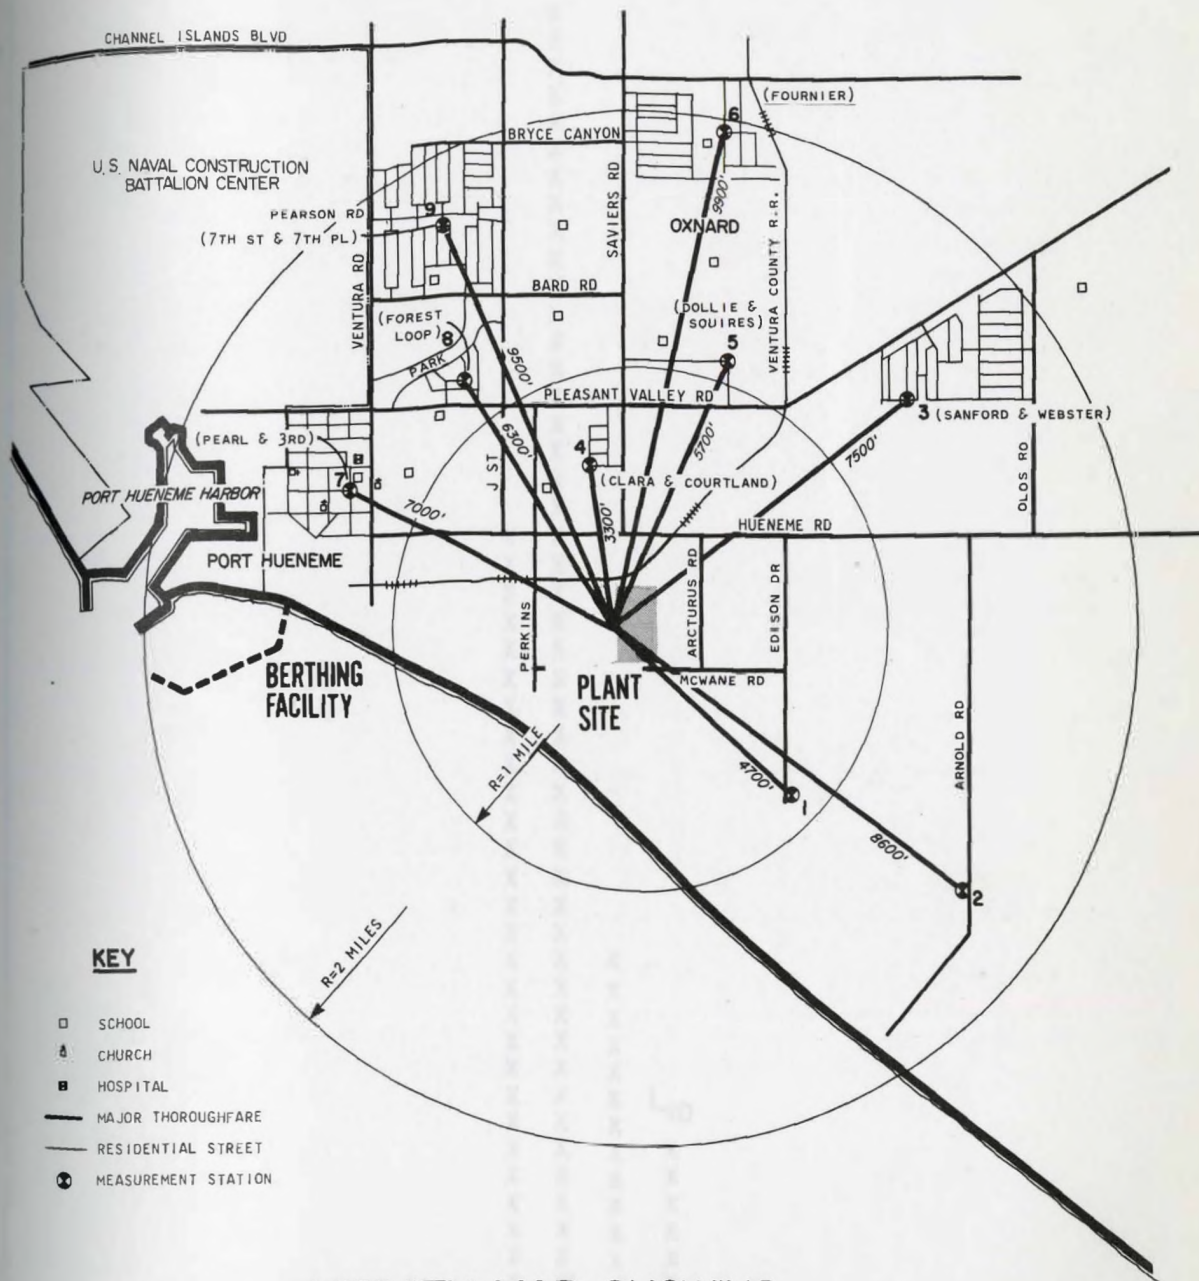 CHANNEL ISLANDS BLVD
(FOURNIER)
6
BRYCE CANYON
U.S. NAVAL CONSTRUCTION
BATTALION CENTER
PEARSON RD
9
(7TH ST & 7TH PL)
VENTURA RD
SAVIERS RD
9900'
OXNARD
VENTURA COUNTY R.R.
BARD RD
(FOREST
LOOP)
8
PARK
9500'
(DOLLIE &
SQUIRES)
5
PLEASANT VALLEY RD
3 (SANFORD & WEBSTER)
(PEARL & 3RD)
6300'
5700'
7500'
4
(CLARA & COURTLAND)
J ST
OLDS RD
7
PORT HUENEME HARBOR
7000'
3300'
HUENEME RD
PORT HUENEME
PERKINS
ARCTURUS RD
EDISON DR
BERTHING
FACILITY
PLANT
SITE
MCWANE RD
ARNOLD RD
R=1 MILE
4700'
1
8600'
2
R=2 MILES
KEY
SCHOOL
CHURCH
HOSPITAL
MAJOR THOROUGHFARE
RESIDENTIAL STREET
MEASUREMENT STATION